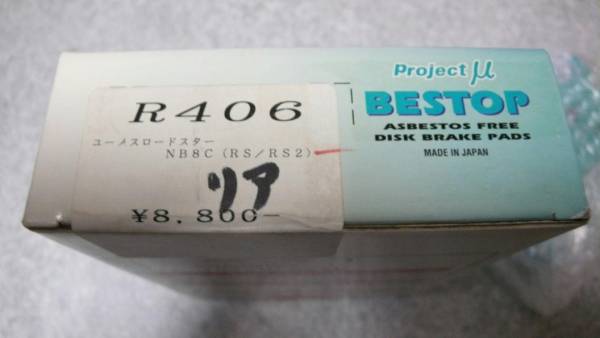 R406
ユーノスロードスター
NB8C (RS/RS2)
リア
¥8,800-
Project μ
BESTOP
ASBESTOS FREE
DISK BRAKE PADS
MADE IN JAPAN